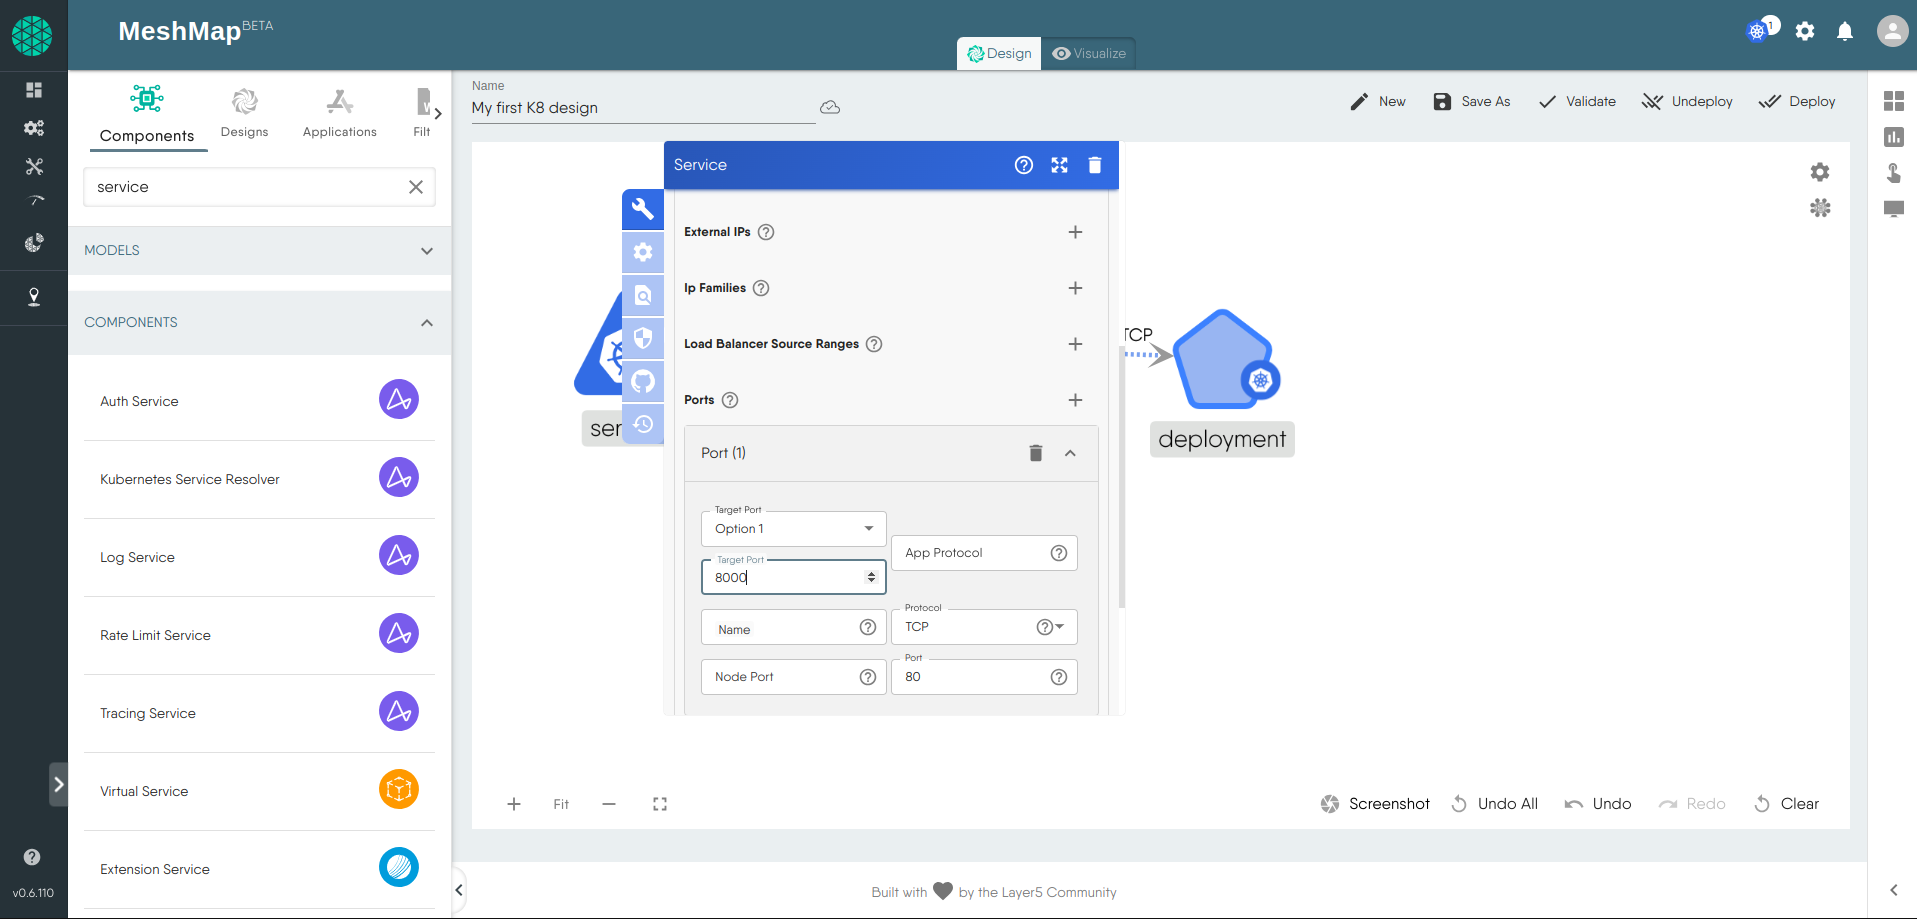 MeshMap BETA
1
Design
Visualize
Components
Designs
Applications
Filt
service
MODELS
COMPONENTS
Auth Service
Kubernetes Service Resolver
Log Service
Rate Limit Service
Tracing Service
Virtual Service
Extension Service
v0.6.110
Name
My first K8 design
New
Save As
Validate
Undeploy
Deploy
Service
External IPs
Ip Families
Load Balancer Source Ranges
Ports
Port (1)
Target Port
Option 1
App Protocol
Target Port
8000
Name
Protocol
TCP
Node Port
Port
80
ser
TCP
deployment
Fit
Screenshot
Undo All
Undo
Redo
Clear
Built with by the Layer5 Community